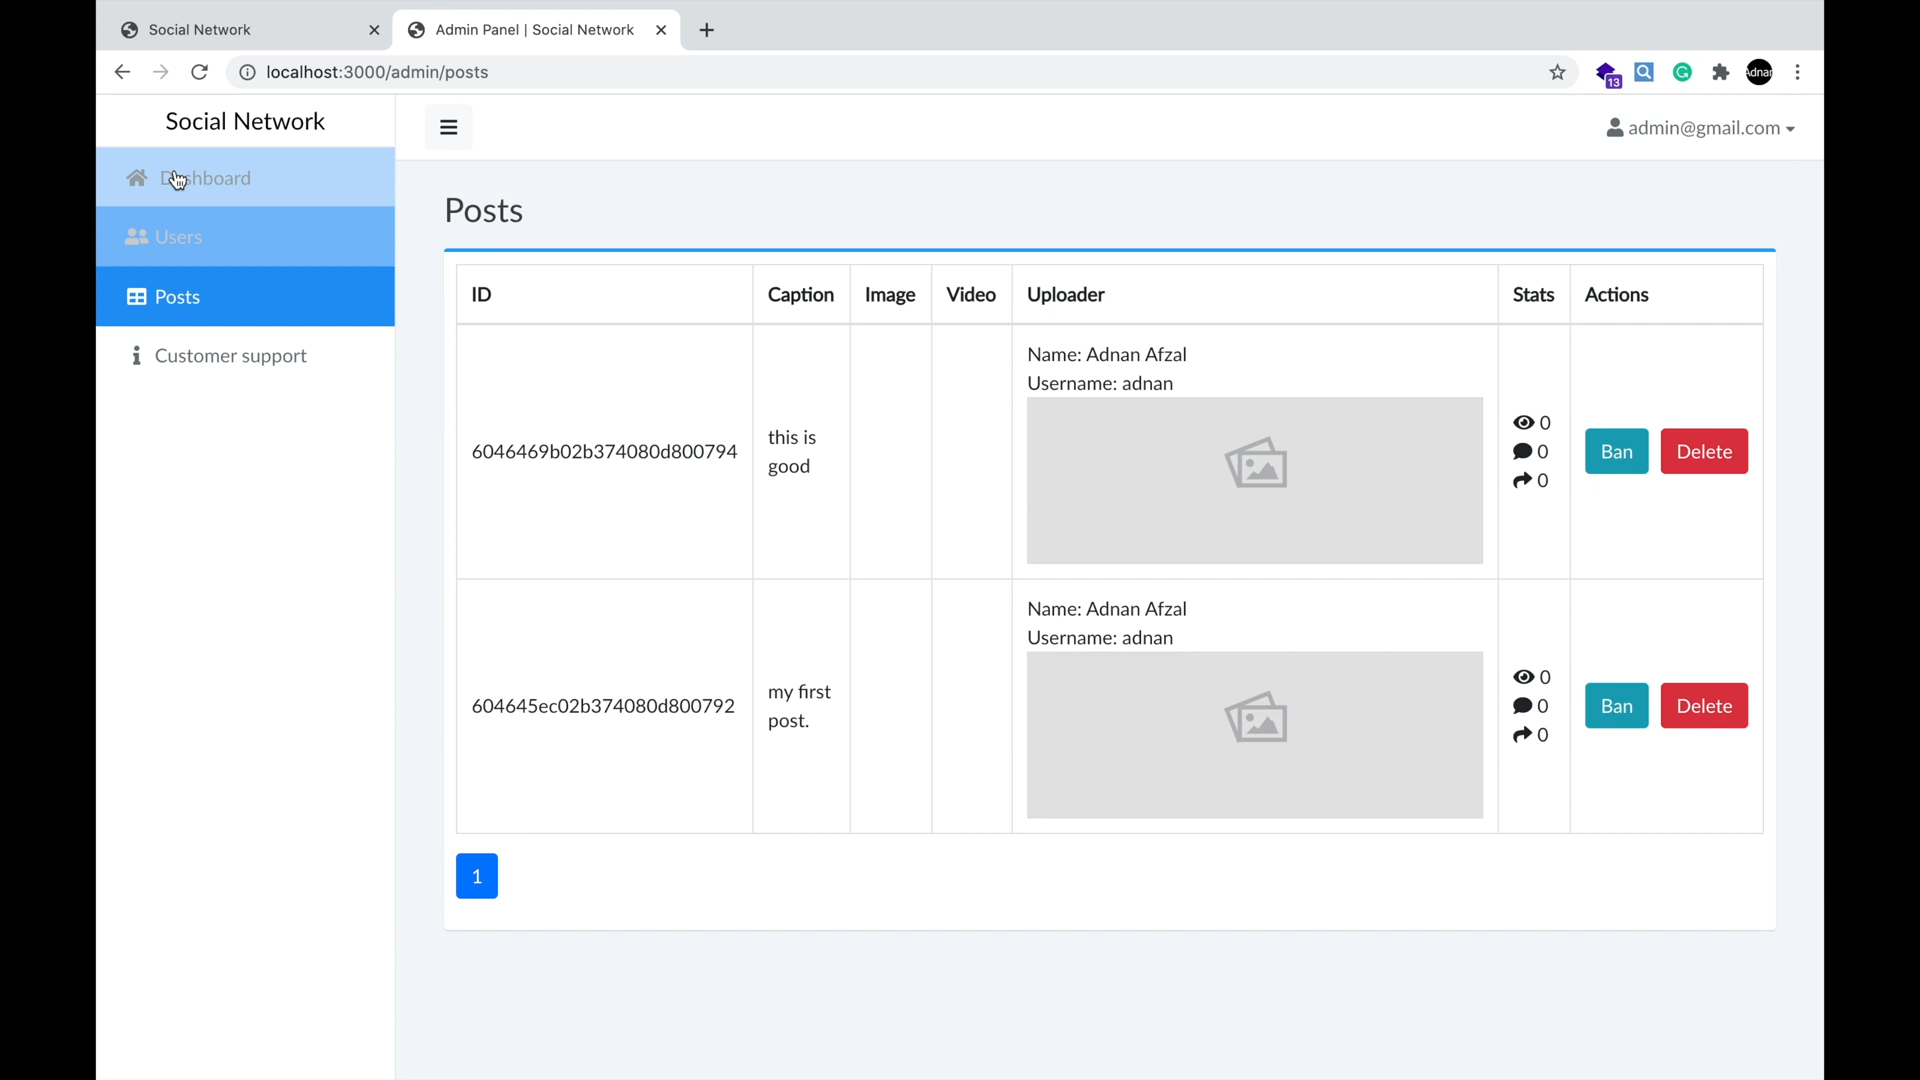 Social Network
Admin Panel | Social Network
localhost:3000/admin/posts
13
Adnan
Social Network
admin@gmail.com
Dashboard
Users
Posts
Customer support
Posts
ID Caption Image Video Uploader Stats Actions
Name: Adnan Afzal
Username: adnan
6046469b02b374080d800794
this is
good
0
0
0
Ban Delete
Name: Adnan Afzal
Username: adnan
604645ec02b374080d800792
my first
post.
0
0
0
Ban Delete
1